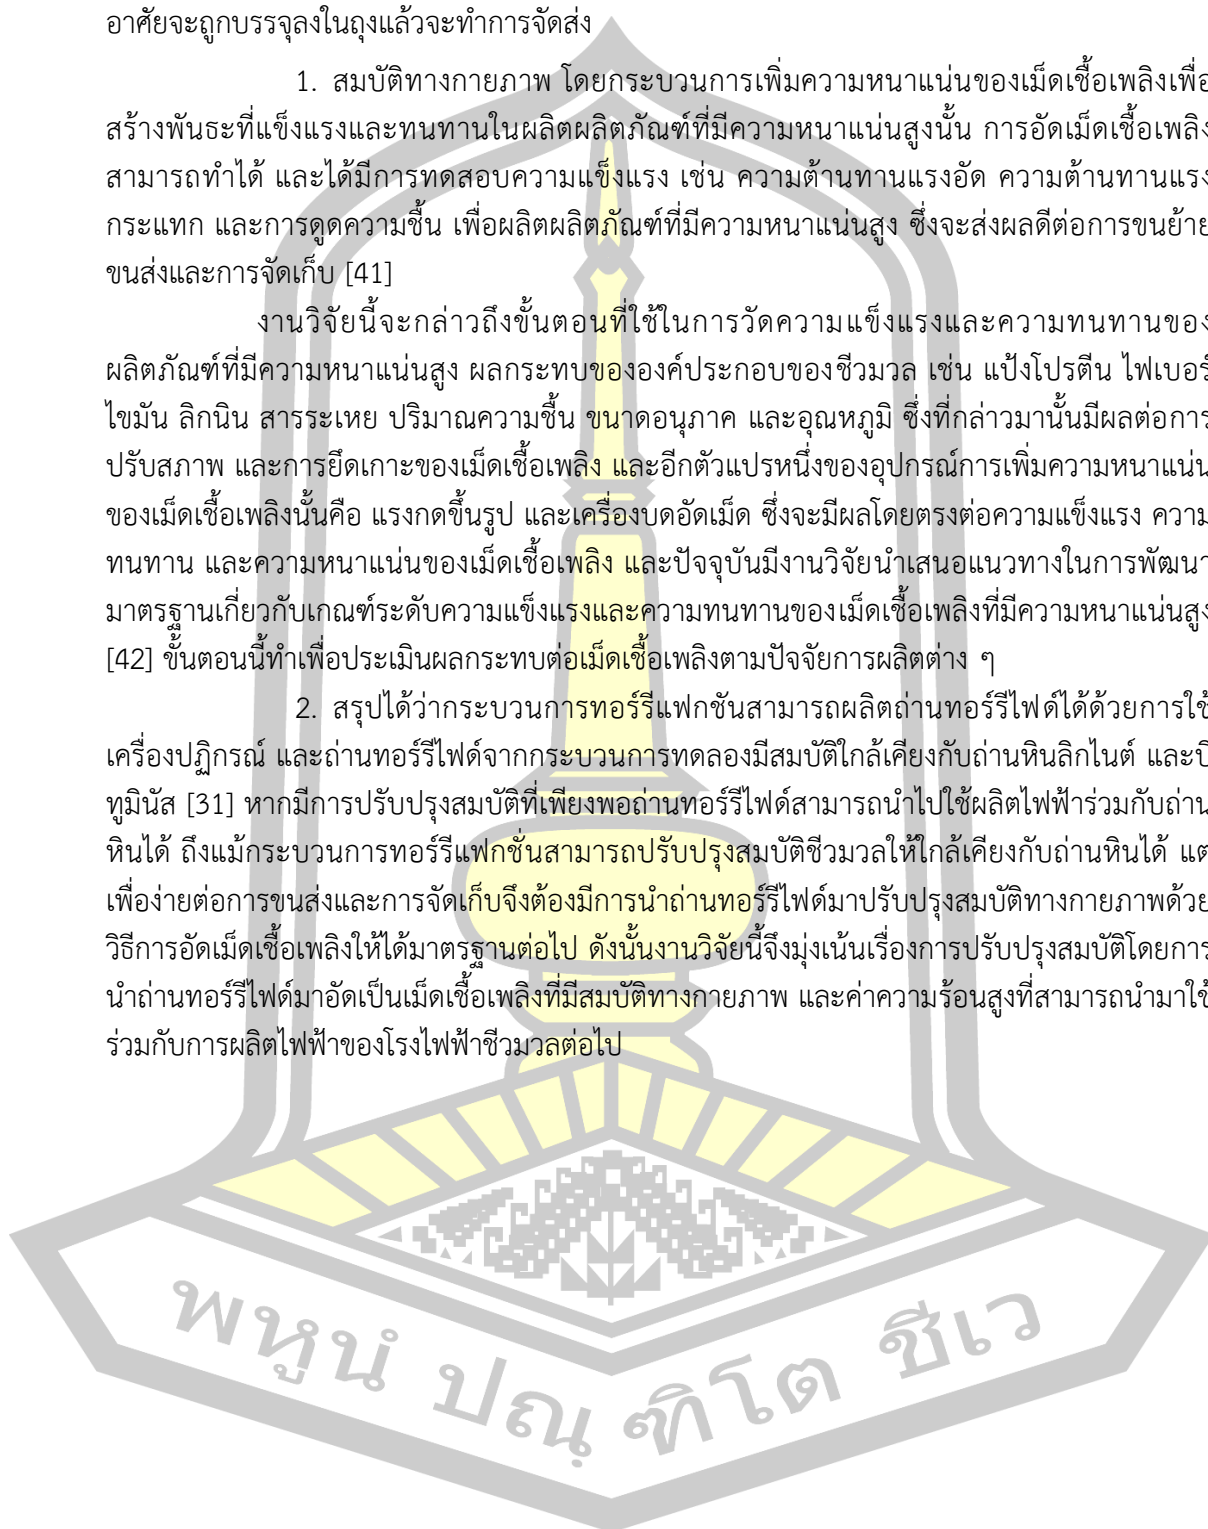 อาศัยจะถูกบรรจุลงในถุงแล้วจะทำการจัดส่ง
1. สมบัติทางกายภาพ โดยกระบวนการเพิ่มความหนาแน่นของเม็ดเชื้อเพลิงเพื่อ
สร้างพันธะที่แข็งแรงและทนทานในผลิตผลิตภัณฑ์ที่มีความหนาแน่นสูงนั้น การอัดเม็ดเชื้อเพลิง
สามารถทำได้ และได้มีการทดสอบความแข็งแรง เช่น ความต้านทานแรงอัด ความต้านทานแรง
กระแทก และการดูดความชื้น เพื่อผลิตผลิตภัณฑ์ที่มีความหนาแน่นสูง ซึ่งจะส่งผลดีต่อการขนย้าย
ขนส่งและการจัดเก็บ [41]
งานวิจัยนี้จะกล่าวถึงขั้นตอนที่ใช้ในการวัดความแข็งแรงและความทนทานของ
ผลิตภัณฑ์ที่มีความหนาแน่นสูง ผลกระทบขององค์ประกอบของชีวมวล เช่น แป้งโปรตีน ไฟเบอร์
ไขมัน ลิกนิน สารระเหย ปริมาณความชื้น ขนาดอนุภาค และอุณหภูมิ ซึ่งที่กล่าวมานั้นมีผลต่อการ
ปรับสภาพ และการยึดเกาะของเม็ดเชื้อเพลิง และอีกตัวแปรหนึ่งของอุปกรณ์การเพิ่มความหนาแน่น
ของเม็ดเชื้อเพลิงนั้นคือ แรงกดขึ้นรูป และเครื่องบดอัดเม็ด ซึ่งจะมีผลโดยตรงต่อความแข็งแรง ความ
ทนทาน และความหนาแน่นของเม็ดเชื้อเพลิง และปัจจุบันมีงานวิจัยนำเสนอแนวทางในการพัฒนา
มาตรฐานเกี่ยวกับเกณฑ์ระดับความแข็งแรงและความทนทานของเม็ดเชื้อเพลิงที่มีความหนาแน่นสูง
[42] ขั้นตอนนี้ทำเพื่อประเมินผลกระทบต่อเม็ดเชื้อเพลิงตามปัจจัยการผลิตต่าง ๆ
2. สรุปได้ว่ากระบวนการทอร์รีแฟกชันสามารถผลิตถ่านทอร์รีไฟด์ได้ด้วยการใช้
เครื่องปฏิกรณ์ และถ่านทอร์รีไฟด์จากกระบวนการทดลองมีสมบัติใกล้เคียงกับถ่านหินลิกไนต์ และบิ
ทูมินัส [31] หากมีการปรับปรุงสมบัติที่เพียงพอถ่านทอร์รีไฟด์สามารถนำไปใช้ผลิตไฟฟ้าร่วมกับถ่าน
หินได้ ถึงแม้กระบวนการทอร์รีแฟกชั่นสามารถปรับปรุงสมบัติชีวมวลให้ใกล้เคียงกับถ่านหินได้ แต่
เพื่อง่ายต่อการขนส่งและการจัดเก็บจึงต้องมีการนำถ่านทอร์รีไฟด์มาปรับปรุงสมบัติทางกายภาพด้วย
วิธีการอัดเม็ดเชื้อเพลิงให้ได้มาตรฐานต่อไป ดังนั้นงานวิจัยนี้จึงมุ่งเน้นเรื่องการปรับปรุงสมบัติโดยการ
นำถ่านทอร์รีไฟด์มาอัดเป็นเม็ดเชื้อเพลิงที่มีสมบัติทางกายภาพ และค่าความร้อนสูงที่สามารถนำมาใช้
ร่วมกับการผลิตไฟฟ้าของโรงไฟฟ้าชีวมวลต่อไป
พหูนํ ปณฺฑิโต ชีเว